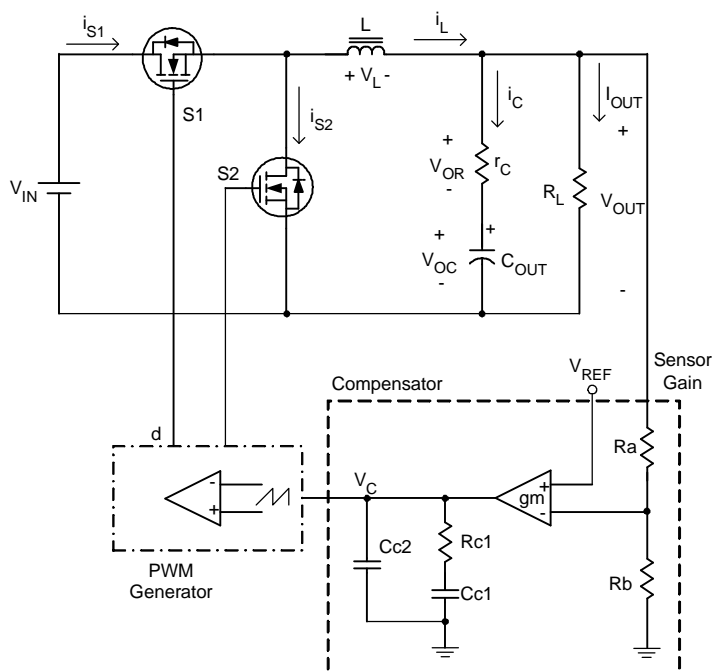 iS1
L
iL
+ VL -
S1
iS2
iC
IOUT
+
+
VIN
S2
VOR
rC
-
RL
VOUT
+
+
VOC
COUT
-
-
Compensator
VREF
Sensor
Gain
d
Ra
VC
-
+
gm
+
-
Cc2
Rc1
Cc1
Rb
PWM
Generator